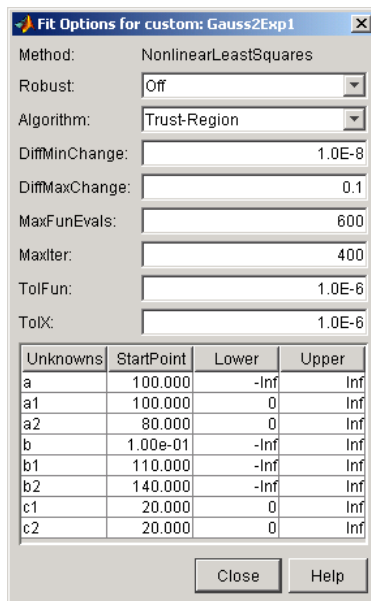 Fit Options for custom: Gauss2Exp1
Method: NonlinearLeastSquares
Robust: Off
Algorithm: Trust-Region
DiffMinChange: 1.0E-8
DiffMaxChange: 0.1
MaxFunEvals: 600
MaxIter: 400
TolFun: 1.0E-6
TolX: 1.0E-6
Unknowns StartPoint Lower Upper
a 100.000 -Inf Inf
a1 100.000 0 Inf
a2 80.000 0 Inf
b 1.00e-01 -Inf Inf
b1 110.000 -Inf Inf
b2 140.000 -Inf Inf
c1 20.000 0 Inf
c2 20.000 0 Inf
Close Help